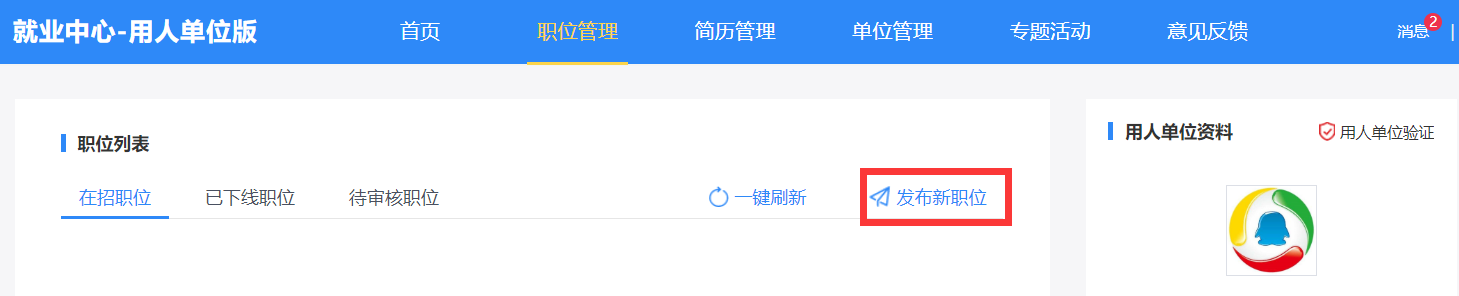 就业中心-用人单位版 首页 职位管理 简历管理 单位管理 专题活动 意见反馈 消息 2 |
职位列表
在招职位 已下线职位 待审核职位 一键刷新 发布新职位
用人单位资料 用人单位验证